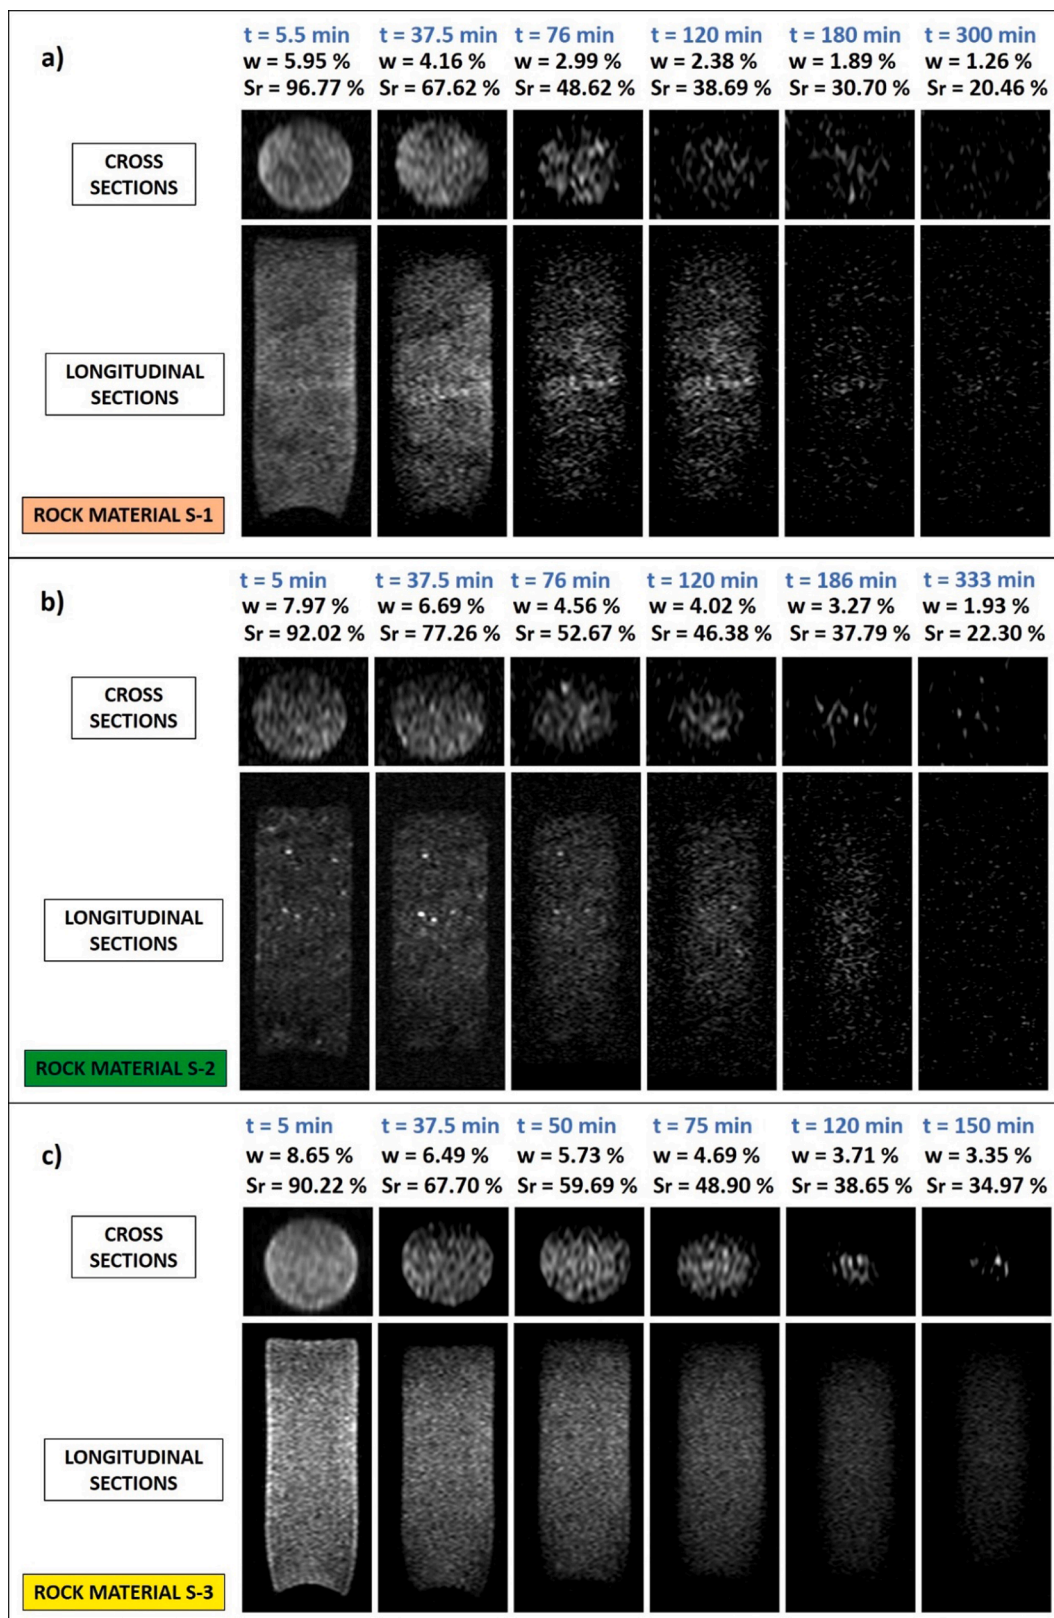 a)
t = 5.5 min t = 37.5 min t = 76 min t = 120 min t = 180 min t = 300 min
w = 5.95 % w = 4.16 % w = 2.99 % w = 2.38 % w = 1.89 % w = 1.26 %
Sr = 96.77 % Sr = 67.62 % Sr = 48.62 % Sr = 38.69 % Sr = 30.70 % Sr = 20.46 %
CROSS
SECTIONS
LONGITUDINAL
SECTIONS
ROCK MATERIAL S-1
b)
t = 5 min t = 37.5 min t = 76 min t = 120 min t = 186 min t = 333 min
w = 7.97 % w = 6.69 % w = 4.56 % w = 4.02 % w = 3.27 % w = 1.93 %
Sr = 92.02 % Sr = 77.26 % Sr = 52.67 % Sr = 46.38 % Sr = 37.79 % Sr = 22.30 %
CROSS
SECTIONS
LONGITUDINAL
SECTIONS
ROCK MATERIAL S-2
c)
t = 5 min t = 37.5 min t = 50 min t = 75 min t = 120 min t = 150 min
w = 8.65 % w = 6.49 % w = 5.73 % w = 4.69 % w = 3.71 % w = 3.35 %
Sr = 90.22 % Sr = 67.70 % Sr = 59.69 % Sr = 48.90 % Sr = 38.65 % Sr = 34.97 %
CROSS
SECTIONS
LONGITUDINAL
SECTIONS
ROCK MATERIAL S-3